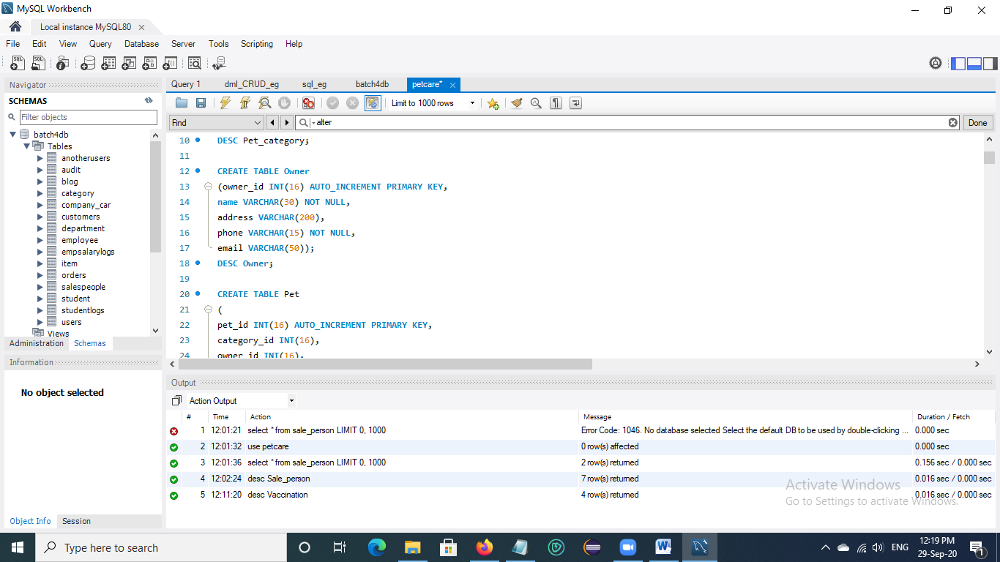 MySQL Workbench
Local instance MySQL80
File Edit View Query Database Server Tools Scripting Help
Navigator
SCHEMAS
Filter objects
batch4db
Tables
anotherusers
audit
blog
category
company_car
customers
department
employee
empsalarylogs
item
orders
salespeople
student
studentlogs
users
Views
Administration Schemas
Information
No object selected
Object Info Session
Query 1 dml_CRUD_eg sql_eg batch4db petcare*
Limit to 1000 rows
Find alter Done
10 DESC Pet_category;
11
12 CREATE TABLE Owner
13 (owner_id INT(16) AUTO_INCREMENT PRIMARY KEY,
14 name VARCHAR(30) NOT NULL,
15 address VARCHAR(200),
16 phone VARCHAR(15) NOT NULL,
17 email VARCHAR(50));
18 DESC Owner;
19
20 CREATE TABLE Pet
21 (
22 pet_id INT(16) AUTO_INCREMENT PRIMARY KEY,
23 category_id INT(16),
24 owner_id INT(16),
Output
Action Output
# Time Action Message Duration / Fetch
1 12:01:21 select * from sale_person LIMIT 0, 1000 Error Code: 1046. No database selected Select the default DB to be used by double-clicking ... 0.000 sec
2 12:01:32 use petcare 0 row(s) affected 0.000 sec
3 12:01:36 select * from sale_person LIMIT 0, 1000 2 row(s) returned 0.156 sec / 0.000 sec
4 12:02:24 desc Sale_person 7 row(s) returned 0.016 sec / 0.000 sec
5 12:11:20 desc Vaccination 4 row(s) returned 0.016 sec / 0.000 sec
Activate Windows
Go to Settings to activate Windows.
Type here to search
ENG
12:19 PM
29-Sep-20
1